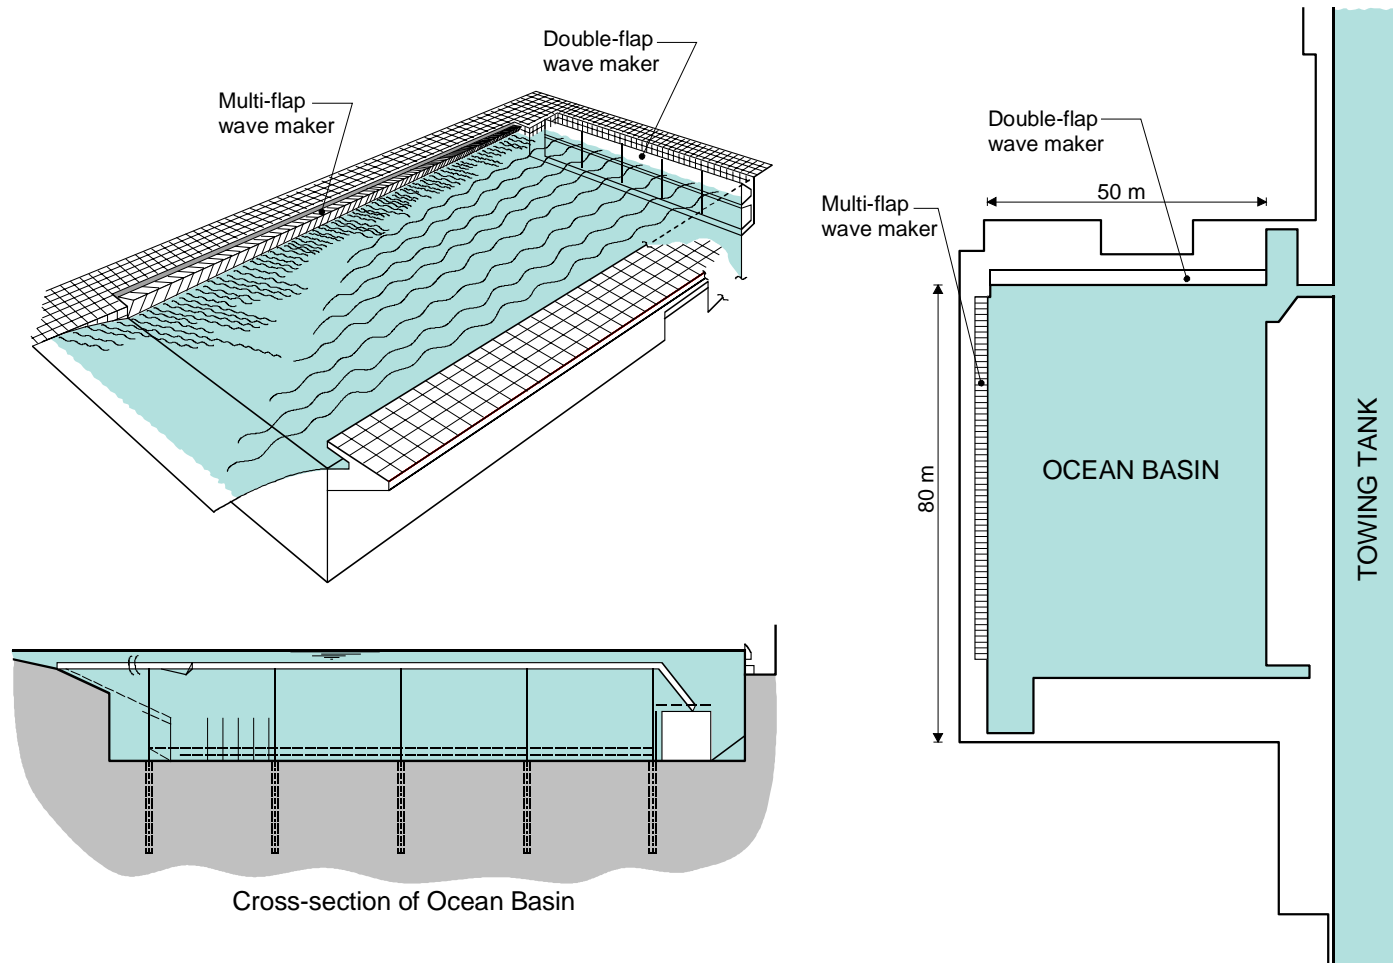 Double-flap
wave maker
Multi-flap
wave maker
Double-flap
wave maker
50 m
Multi-flap
wave maker
80 m
OCEAN BASIN
TOWING TANK
Cross-section of Ocean Basin